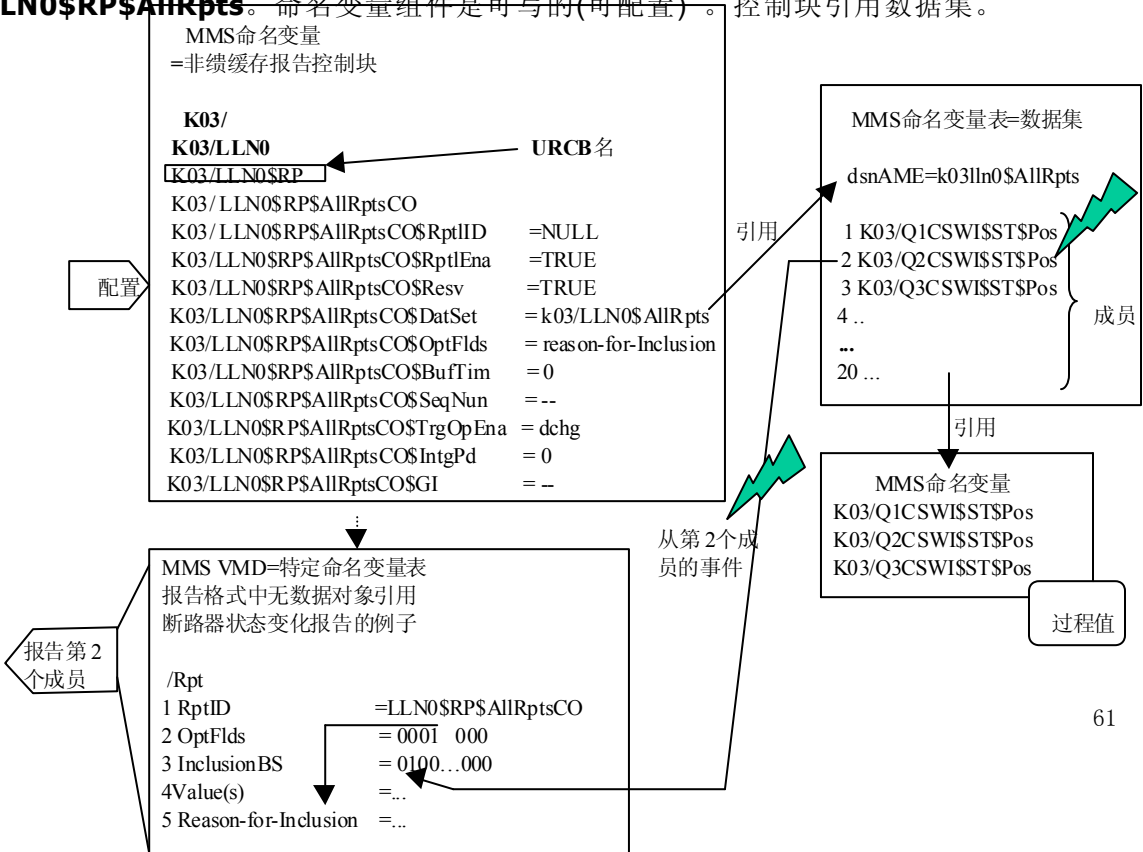 LN0$RP$AllRpts。命名变量组件是可写的(可配置) 。控制块引用数据集。
MMS命名变量
=非缋缓存报告控制块
K03/
K03/LLN0
URCB名
K03/LLN0$RP
K03/ LLN0$RP$AllRptsCO
K03/ LLN0$RP$AllRptsCO$RptlID =NULL
K03/LLN0$RP$AllRptsCO$RptlEna =TRUE
K03/LLN0$RP$AllRptsCO$Resv =TRUE
K03/LLN0$RP$AllRptsCO$DatSet = k03/LLN0$AllRpts
K03/LLN0$RP$AllRptsCO$OptFlds = reason-for-Inclusion
K03/LLN0$RP$AllRptsCO$BufTim = 0
K03/LLN0$RP$AllRptsCO$SeqNun = --
K03/LLN0$RP$AllRptsCO$TrgOpEna = dchg
K03/LLN0$RP$AllRptsCO$IntgPd = 0
K03/LLN0$RP$AllRptsCO$GI = --
配置
引用
MMS命名变量表=数据集
dsnAME=k03lln0$AllRpts
1 K03/Q1CSWI$ST$Pos
2 K03/Q2CSWI$ST$Pos
3 K03/Q3CSWI$ST$Pos
4 ..
...
20 ...
成员
引用
MMS命名变量
K03/Q1CSWI$ST$Pos
K03/Q2CSWI$ST$Pos
K03/Q3CSWI$ST$Pos
过程值
从第2个成
员的事件
MMS VMD=特定命名变量表
报告格式中无数据对象引用
断路器状态变化报告的例子
/Rpt
1 RptID =LLN0$RP$AllRptsCO
2 OptFlds = 0001 000
3 InclusionBS = 0100…000
4Value(s) =...
5 Reason-for-Inclusion =...
报告第2
个成员
61